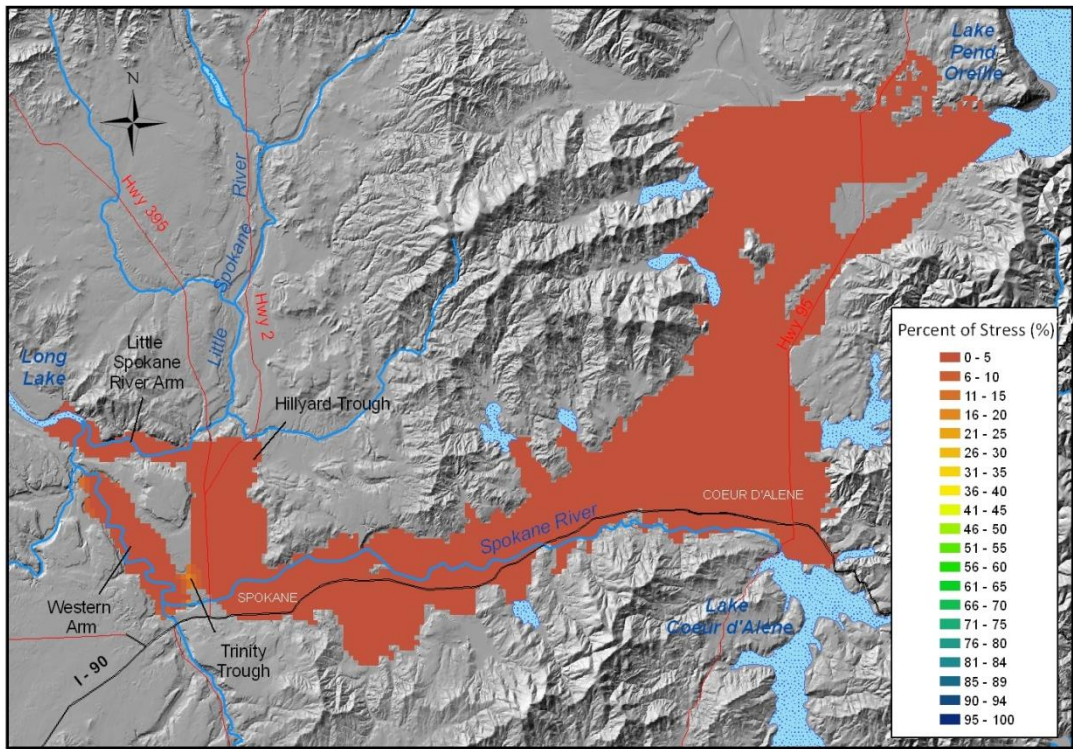 Lake
Pend
Oreille
N
Hwy 395
Little Spokane River
Hwy 2
Hwy 95
Long
Lake
Little
Spokane
River Arm
Hillyard Trough
Percent of Stress (%)
0 - 5
6 - 10
11 - 15
16 - 20
21 - 25
26 - 30
31 - 35
36 - 40
41 - 45
46 - 50
51 - 55
56 - 60
61 - 65
66 - 70
71 - 75
76 - 80
81 - 84
85 - 89
90 - 94
95 - 100
COEUR D'ALENE
Spokane River
SPOKANE
Western
Arm
Trinity
Trough
I - 90
Lake
Coeur d'Alene